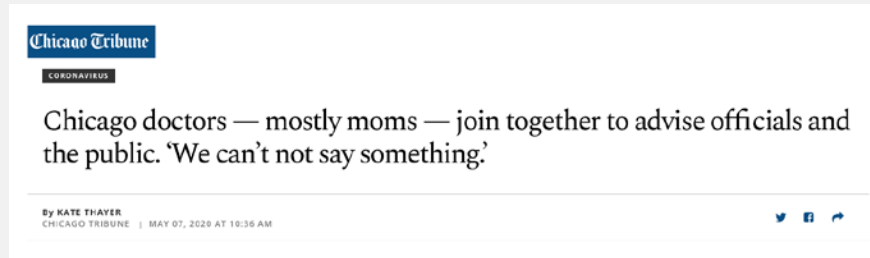 Chicago Tribune
CORONAVIRUS
Chicago doctors — mostly moms — join together to advise officials and
the public. ‘We can’t not say something.’
By KATE THAYER
CHICAGO TRIBUNE | MAY 07, 2020 AT 10:36 AM